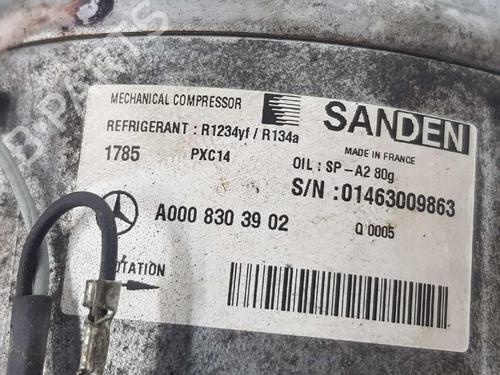 B-PARTS
MECHANICAL COMPRESSOR
SANDEN
REFRIGERANT : R1234yf / R134a
MADE IN FRANCE
1785 PXC14
OIL : SP-A2 80g
S/N :01463009863
A000 830 39 02
Q 0005